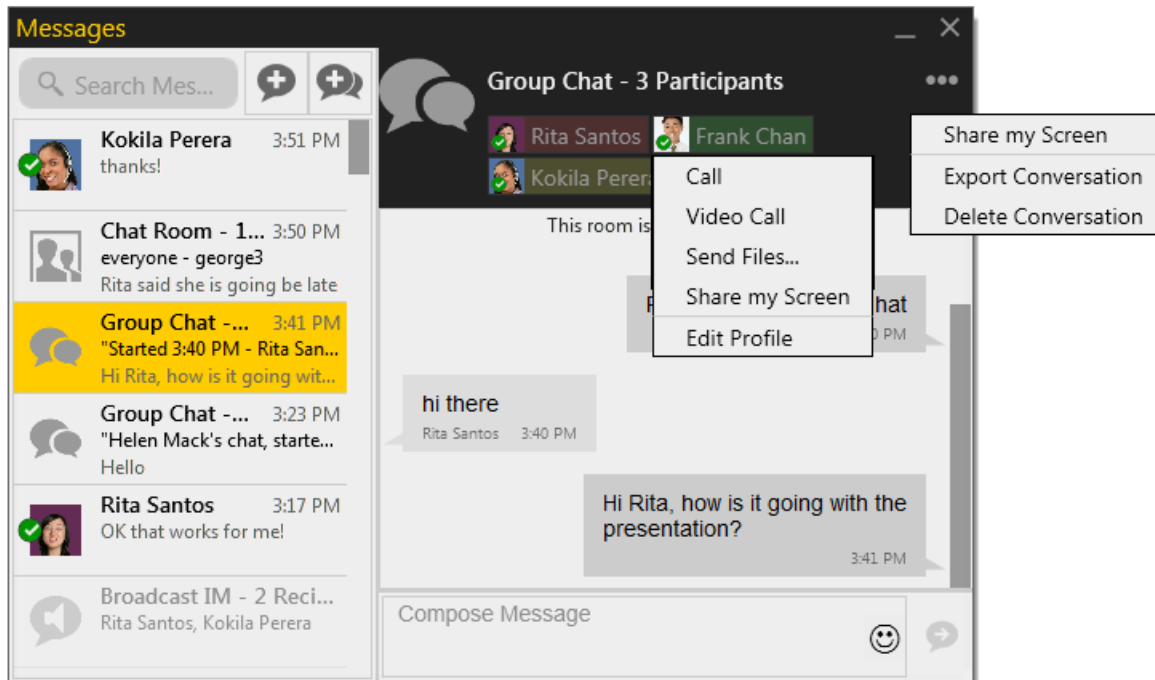 Messages
Search Mes...
Kokila Perera 3:51 PM
thanks!
Chat Room - 1... 3:50 PM
everyone - george3
Rita said she is going be late
Group Chat -... 3:41 PM
"Started 3:40 PM - Rita San...
Hi Rita, how is it going wit...
Group Chat -... 3:23 PM
"Helen Mack's chat, starte...
Hello
Rita Santos 3:17 PM
OK that works for me!
Broadcast IM - 2 Reci...
Rita Santos, Kokila Perera
Group Chat - 3 Participants
Rita Santos Frank Chan
Kokila Perer
Call
Video Call
Send Files...
Share my Screen
Edit Profile
Share my Screen
Export Conversation
Delete Conversation
This room is
hat
PM
hi there
Rita Santos 3:40 PM
Hi Rita, how is it going with the
presentation?
3:41 PM
Compose Message